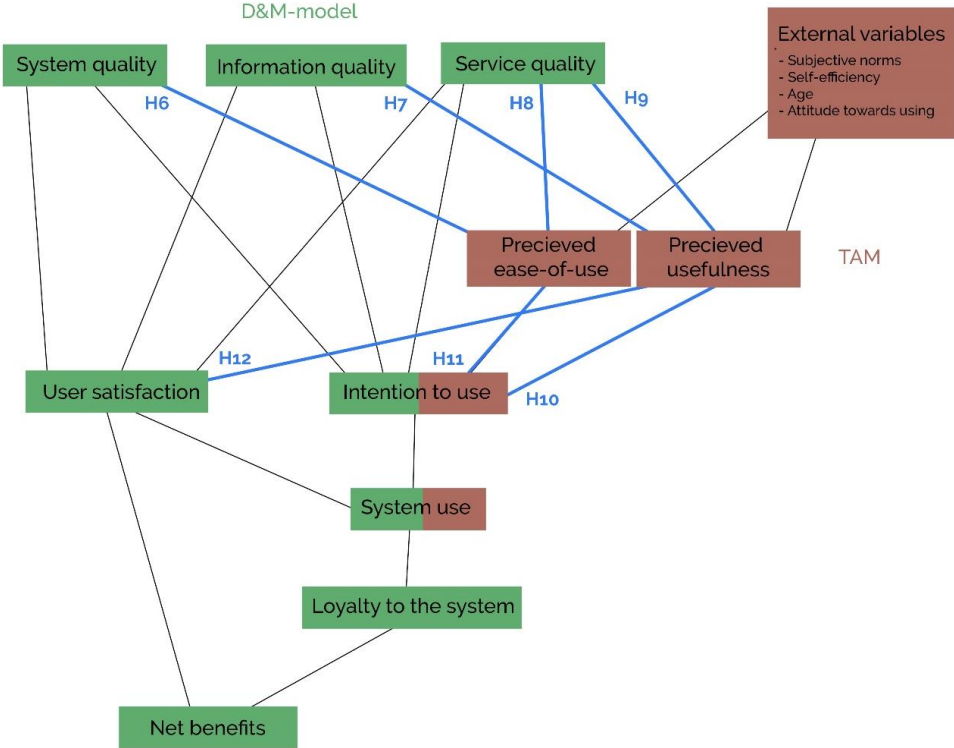 D&M-model
System quality
Information quality
Service quality
External variables
- Subjective norms
- Self-efficiency
- Age
- Attitude towards using
H6
H7
H8
H9
Precieved
ease-of-use
Precieved
usefulness
TAM
H12
H11
H10
User satisfaction
Intention to use
System use
Loyalty to the system
Net benefits